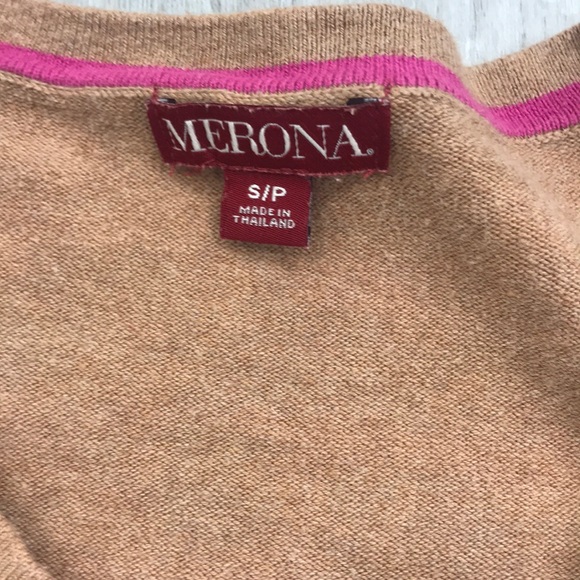 MERONA.
S/P
MADE IN
THAILAND